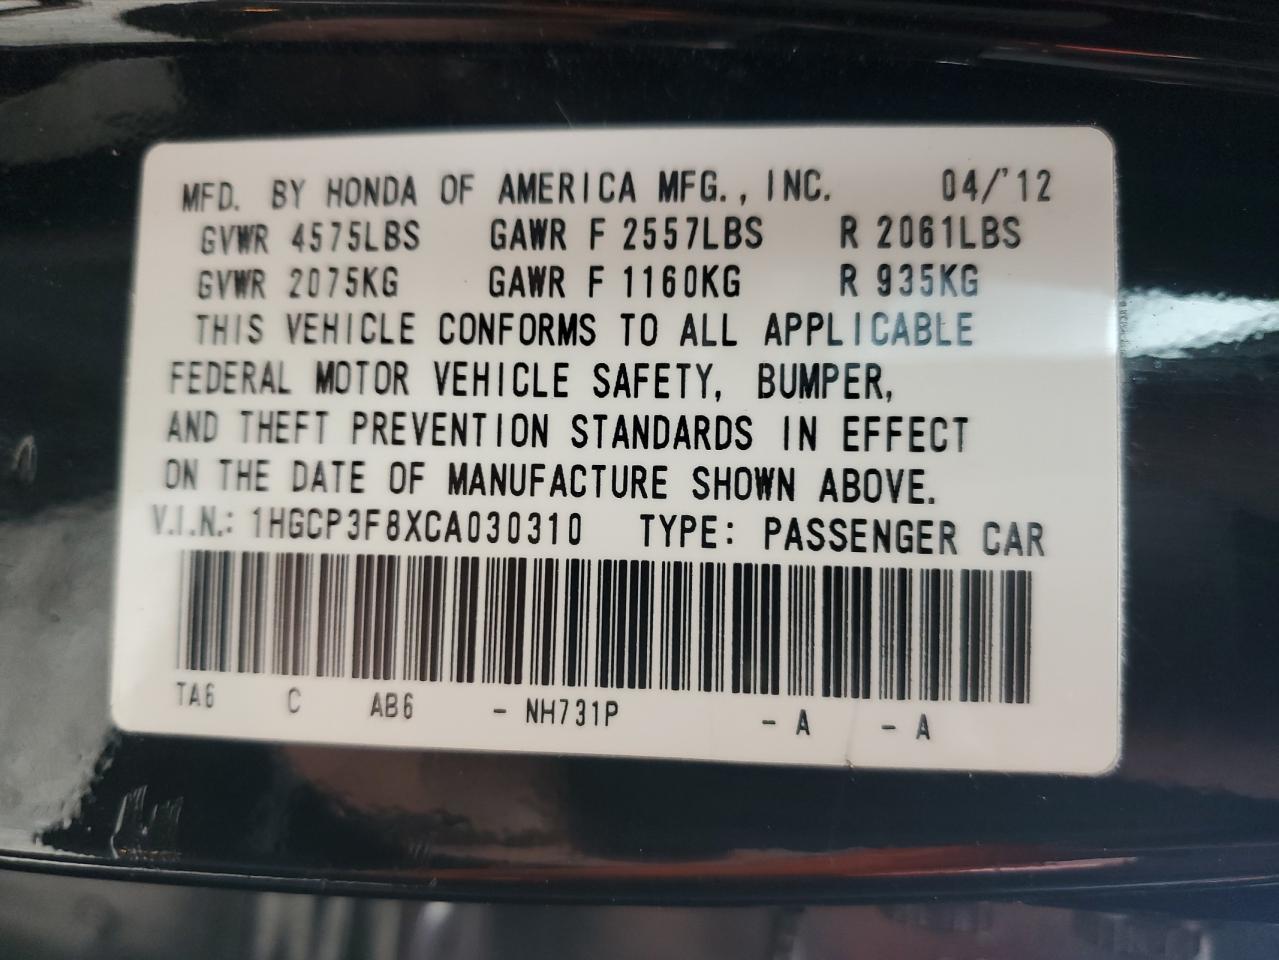 MFD. BY HONDA OF AMERICA MFG., INC. 04/'12
GVWR 4575LBS GAWR F 2557LBS R 2061LBS
GVWR 2075KG GAWR F 1160KG R 935KG
THIS VEHICLE CONFORMS TO ALL APPLICABLE
FEDERAL MOTOR VEHICLE SAFETY, BUMPER,
AND THEFT PREVENTION STANDARDS IN EFFECT
ON THE DATE OF MANUFACTURE SHOWN ABOVE.
V.I.N.: 1HGCP3F8XCA030310 TYPE: PASSENGER CAR
TA6 C AB6 - NH731P - A - A